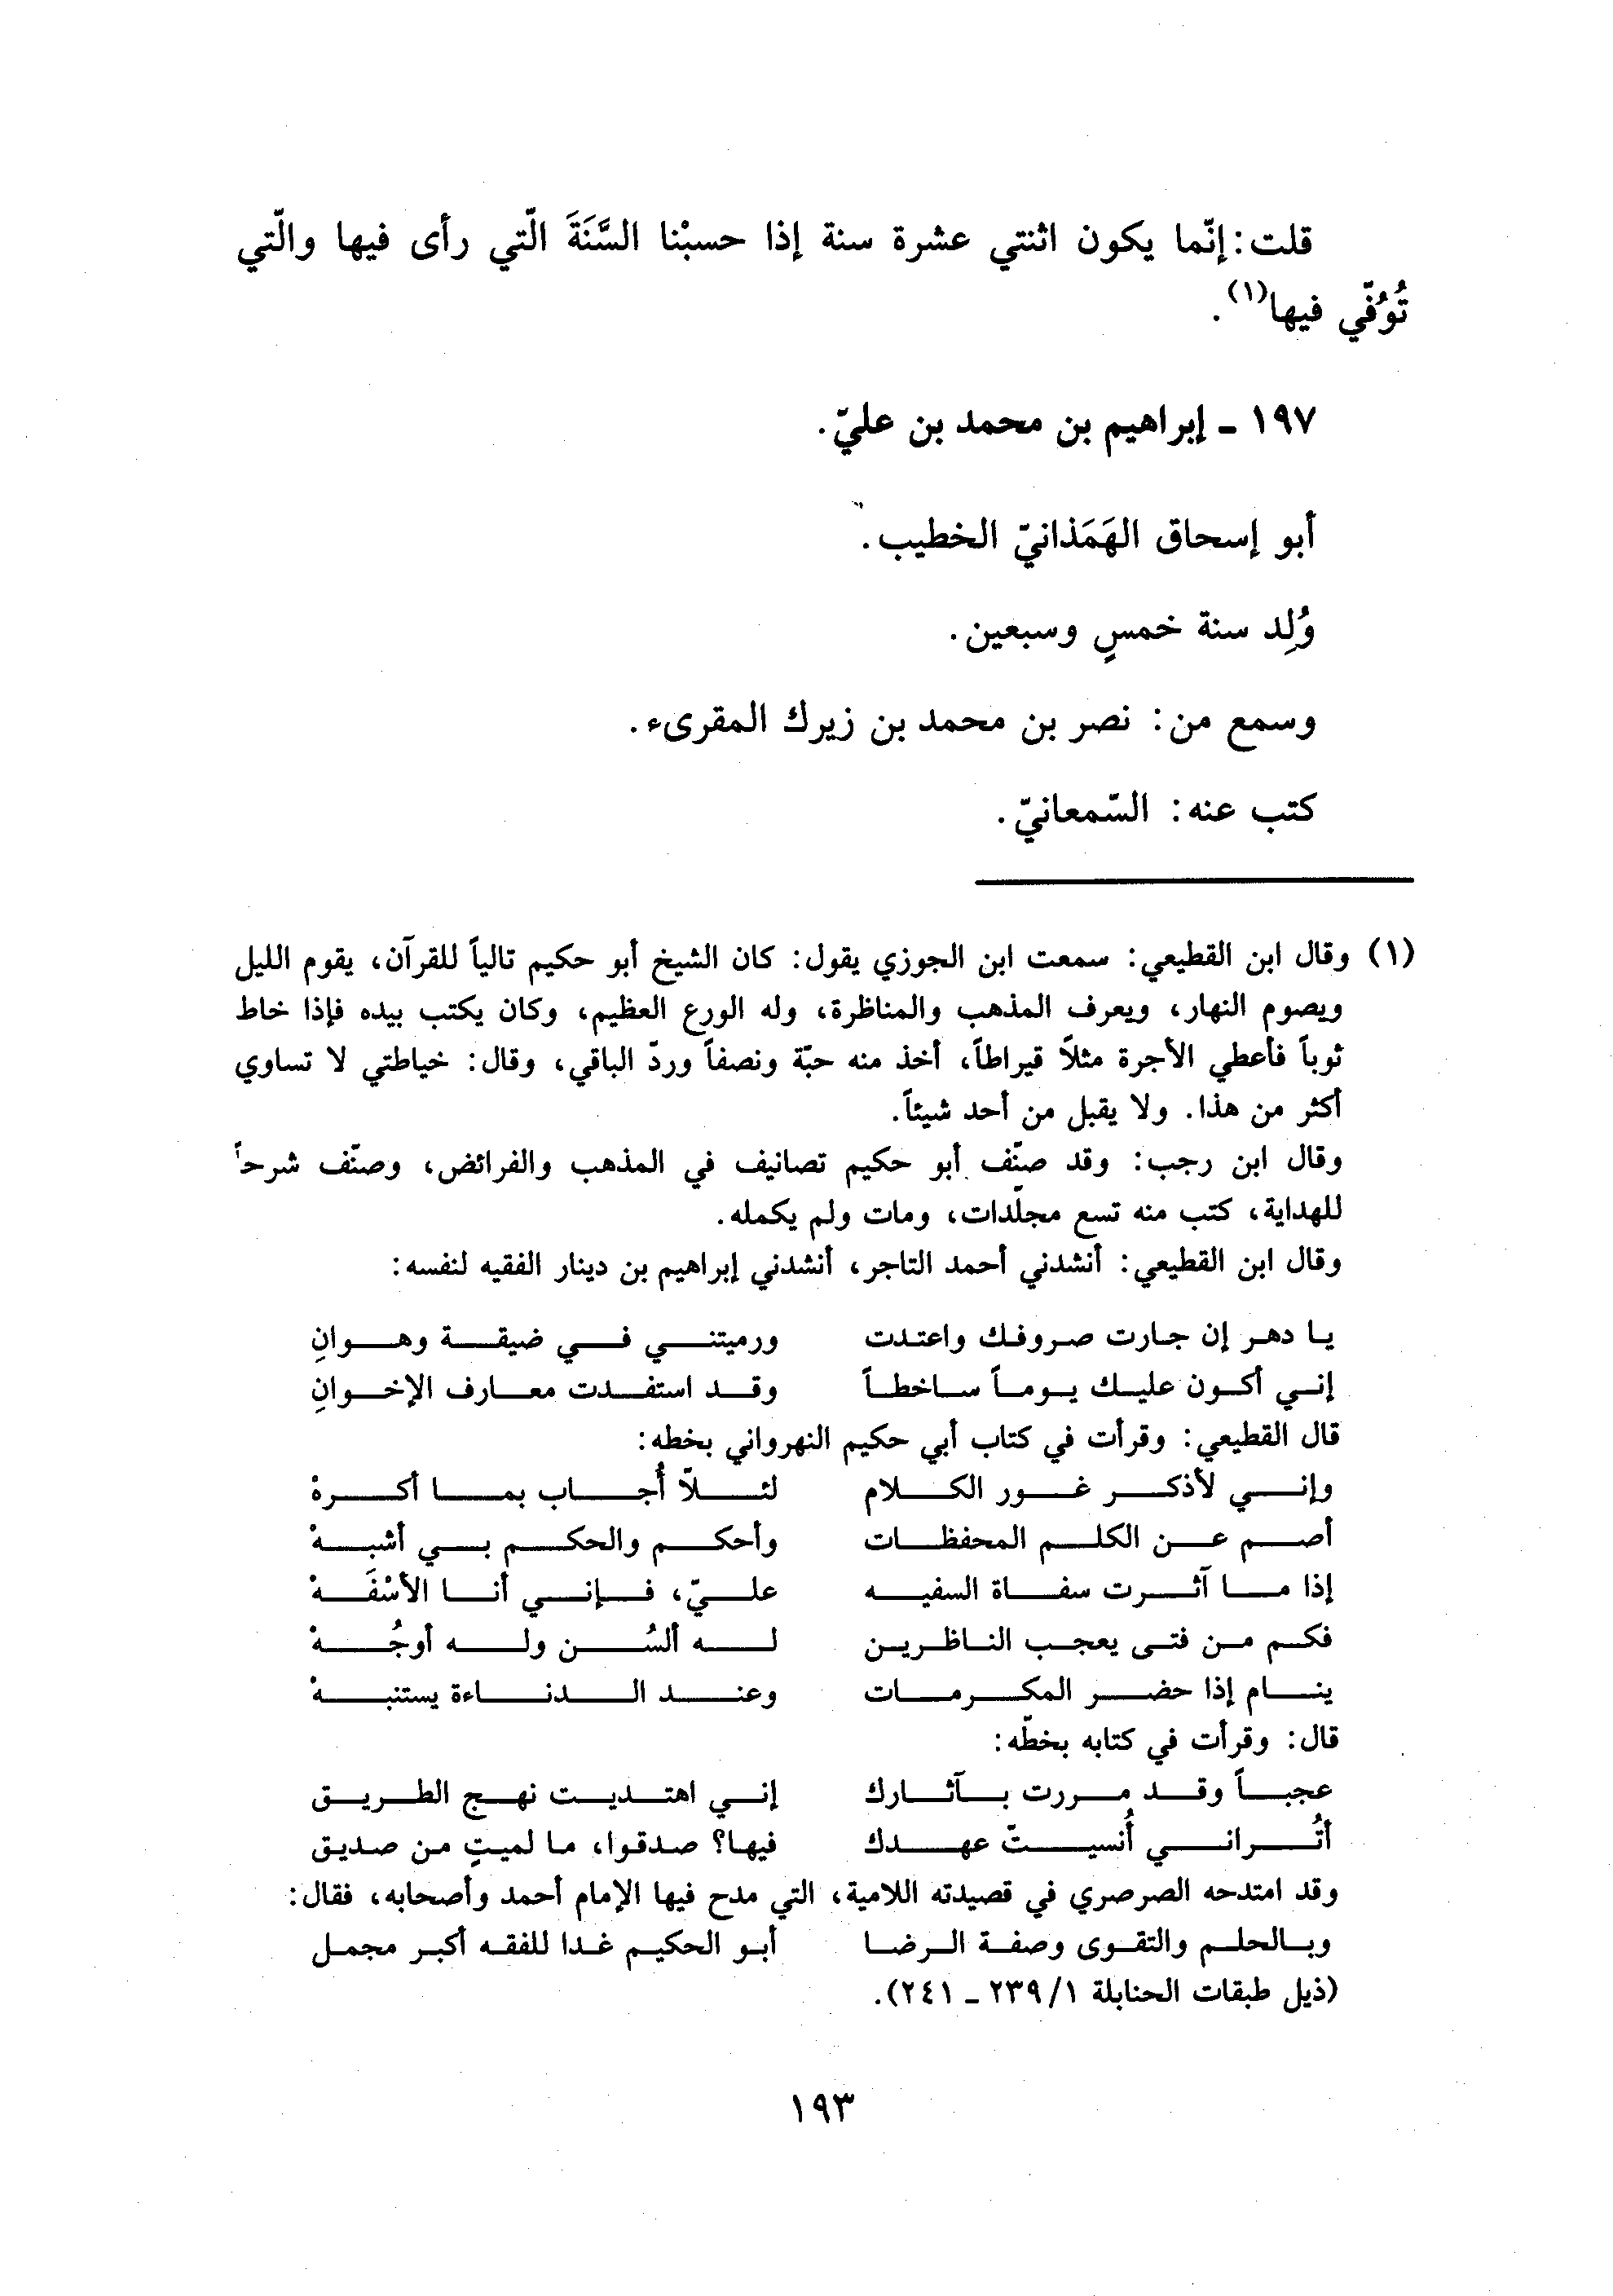 قلت: إنّما يكون اثنتي عشرة سنة إذا حسبْنا السَّنَةَ الّتي رأى فيها والّتي
تُوُفّي فيها(١).
١٩٧ ـ إبراهيم بن محمد بن عليّ.
أبو إسحاق الهَمَذانيّ الخطيب.
وُلِد سنة خمسٍ وسبعين.
وسمع من: نصر بن محمد بن زيرك المقرىء.
كتب عنه: السّمعانيّ.
(١) وقال ابن القطيعي: سمعت ابن الجوزي يقول: كان الشيخ أبو حكيم تالياً للقرآن، يقوم الليل
ويصوم النهار، ويعرف المذهب والمناظرة، وله الورع العظيم، وكان يكتب بيده فإذا خاط
ثوباً فأعطي الأجرة مثلاً قيراطاً، أخذ منه حبّة ونصفاً وردّ الباقي، وقال: خياطتي لا تساوي
أكثر من هذا. ولا يقبل من أحد شيئاً.
وقال ابن رجب: وقد صنّف أبو حكيم تصانيف في المذهب والفرائض، وصنّف شرحاً
للهداية، كتب منه تسع مجلّدات، ومات ولم يكمله.
وقال ابن القطيعي: أنشدني أحمد التاجر، أنشدني إبراهيم بن دينار الفقيه لنفسه:
يا دهر إن جارت صروفك واعتدت ورميتني في ضيقة وهوانِ
إني أكون عليك يوماً ساخطاً وقد استفدت معارف الإخوانِ
قال القطيعي: وقرأت في كتاب أبي حكيم النهرواني بخطه:
وإني لأذكر غور الكلام لئلاّ أُجاب بما أكرهْ
أصم عن الكلم المحفظات وأحكم والحكم بي أشبهْ
إذا ما آثرت سفاة السفيه عليّ، فإني أنا الأسْفَهْ
فكم من فتى يعجب الناظرين له ألسُن وله أوجُهْ
ينام إذا حضر المكرمات وعند الدناءة يستنبهْ
قال: وقرأت في كتابه بخطّه:
عجباً وقد مررت بآثارك إني اهتديت نهج الطريق
أتُراني أُنسيتّ عهدك فيها؟ صدقوا، ما لميتٍ من صديق
وقد امتدحه الصرصري في قصيدته اللامية، التي مدح فيها الإمام أحمد وأصحابه، فقال:
وبالحلم والتقوى وصفة الرضا أبو الحكيم غدا للفقه أكبر مجمل
(ذيل طبقات الحنابلة ١/ ٢٣٩ ـ ٢٤١).
١٩٣